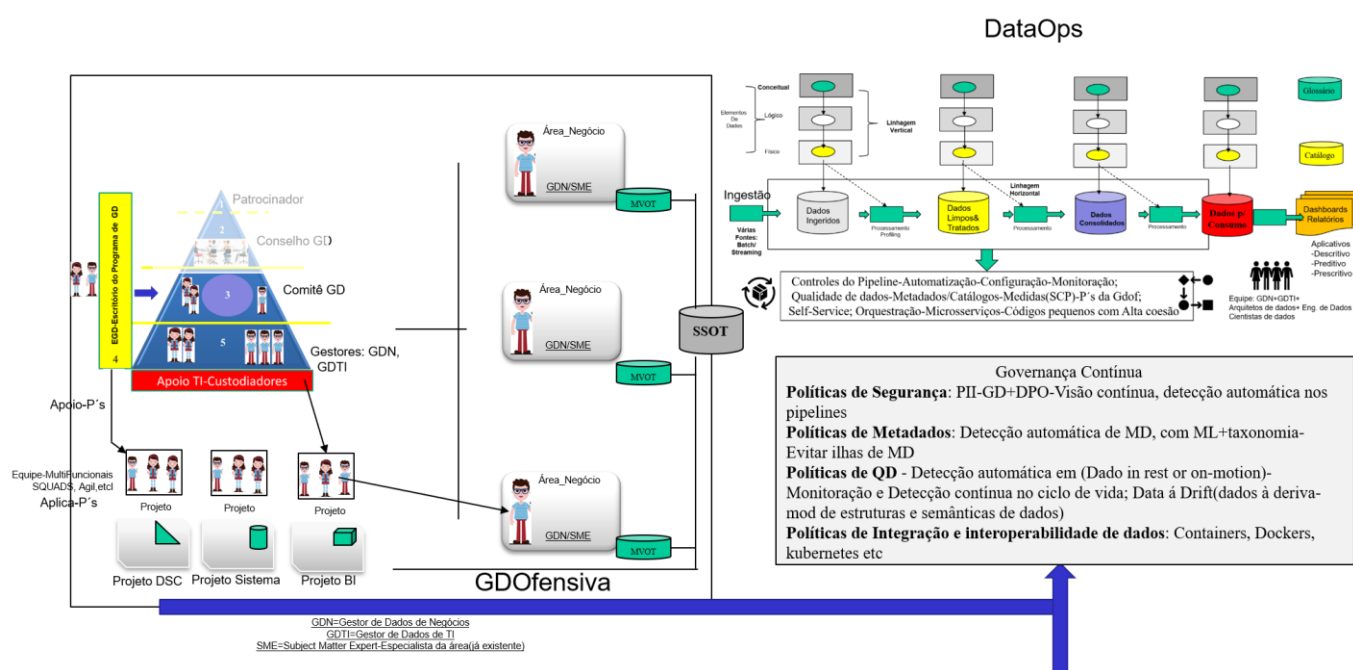 DataOps
EGD-Escritório do Programa de GD
4
1
Patrocinador
2
Conselho GD
3
Comitê GD
5
Gestores: GDN,
GDTI
Apoio TI-Custodiadores
Apoio-P´s
Equipe-MultiFuncionais
SQUADS, Agil,etcl
Aplica-P´s
Projeto
Projeto
Projeto
Projeto DSC
Projeto Sistema
Projeto BI
Área_Negócio
GDN/SME
MVOT
Área_Negócio
GDN/SME
MVOT
Área_Negócio
GDN/SME
MVOT
SSOT
GDOfensiva
GDN=Gestor de Dados de Negócios
GDTI=Gestor de Dados de TI
SME=Subject Matter Expert-Especialista da área(já existente)
Conceitual
Elementos
De
Dados
Lógico
Físico
Linhagem
Vertical
Glossário
Catálogo
Ingestão
Várias
Fontes:
Batch/
Streaming
Dados
Ingeridos
Processamento
Profiling
Dados
Limpos&
Tratados
Linhagem
Horizontal
Processamento
Dados
Consolidados
Processamento
Dados p/
Consumo
Dashboards
Relatórios
Aplicativos
-Descritivo
-Preditivo
-Prescritivo
Controles do Pipeline-Automatização-Configuração-Monitoração;
Qualidade de dados-Metadados/Catálogos-Medidas(SCP)-P´s da Gdof;
Self-Service; Orquestração-Microsserviços-Códigos pequenos com Alta coesão
Equipe: GDN+GDTI+
Arquitetos de dados+ Eng. de Dados
Cientistas de dados
Governança Contínua
Políticas de Segurança: PII-GD+DPO-Visão contínua, detecção automática nos
pipelines
Políticas de Metadados: Detecção automática de MD, com ML+taxonomia-
Evitar ilhas de MD
Políticas de QD - Detecção automática em (Dado in rest or on-motion)-
Monitoração e Detecção contínua no ciclo de vida; Data á Drift(dados à deriva-
mod de estruturas e semânticas de dados)
Políticas de Integração e interoperabilidade de dados: Containers, Dockers,
kubernetes etc